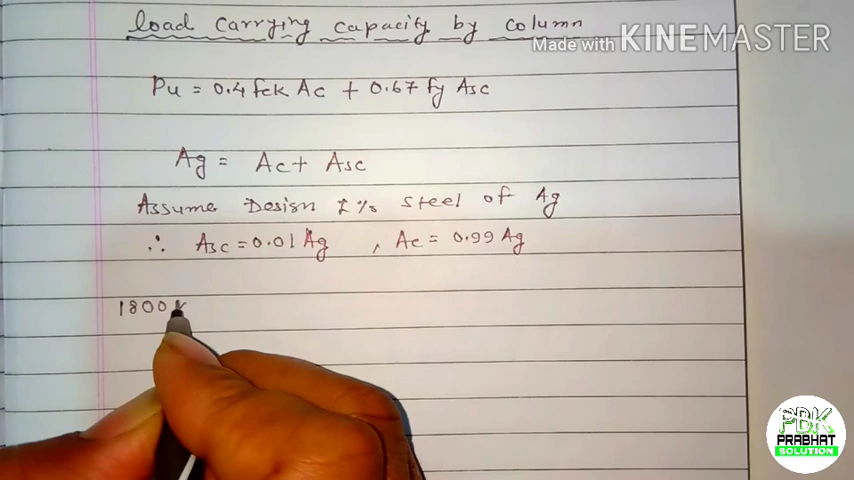 load carrying capacity by column
Made with KINEMASTER
Pu = 0.4 fck Ac + 0.67 fy Asc
Ag = Ac + Asc
Assume Design 1% steel of Ag
∴ Asc = 0.01 Ag , Ac = 0.99 Ag
1800
PBK
PRABHAT
SOLUTION